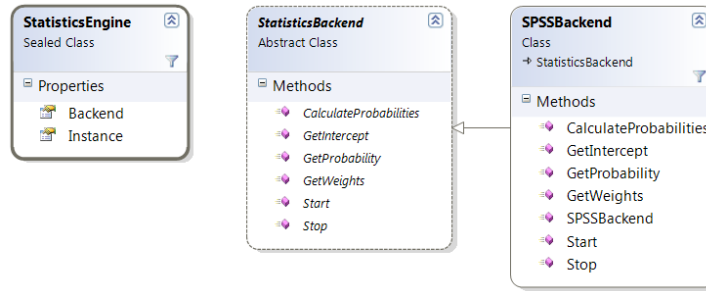 StatisticsEngine
Sealed Class
Properties
Backend
Instance
StatisticsBackend
Abstract Class
Methods
CalculateProbabilities
GetIntercept
GetProbability
GetWeights
Start
Stop
SPSSBackend
Class
StatisticsBackend
Methods
CalculateProbabilities
GetIntercept
GetProbability
GetWeights
SPSSBackend
Start
Stop